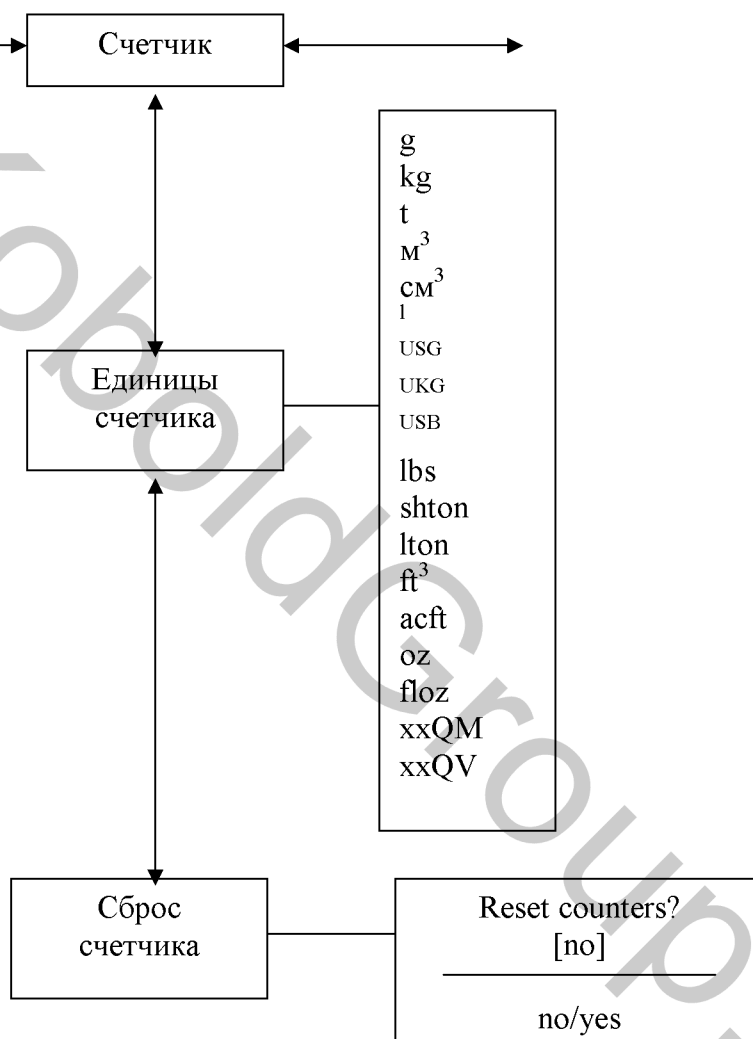 Счетчик
g
kg
t
м³
см³
l
USG
UKG
USB
lbs
shton
lton
ft³
acft
oz
floz
xxQM
xxQV
Единицы
счетчика
Сброс
счетчика
Reset counters?
[no]
no/yes
KoboldGroup.